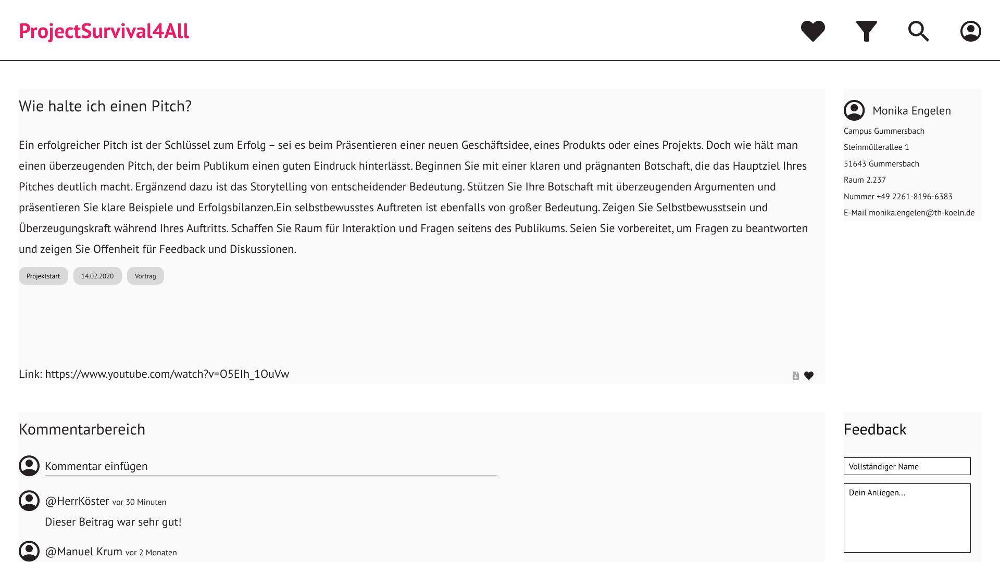 ProjectSurvival4All
Wie halte ich einen Pitch?
Ein erfolgreicher Pitch ist der Schlüssel zum Erfolg – sei es beim Präsentieren einer neuen Geschäftsidee, eines Produkts oder eines Projekts. Doch wie hält man
einen überzeugenden Pitch, der beim Publikum einen guten Eindruck hinterlässt. Beginnen Sie mit einer klaren und prägnanten Botschaft, die das Hauptziel Ihres
Pitches deutlich macht. Ergänzend dazu ist das Storytelling von entscheidender Bedeutung. Stützen Sie Ihre Botschaft mit überzeugenden Argumenten und
präsentieren Sie klare Beispiele und Erfolgsbilanzen.Ein selbstbewusstes Auftreten ist ebenfalls von großer Bedeutung. Zeigen Sie Selbstbewusstsein und
Überzeugungskraft während Ihres Auftritts. Schaffen Sie Raum für Interaktion und Fragen seitens des Publikums. Seien Sie vorbereitet, um Fragen zu beantworten
und zeigen Sie Offenheit für Feedback und Diskussionen.
Projektstart 14.02.2020 Vortrag
Link: https://www.youtube.com/watch?v=O5EIh_1OuVw
Monika Engelen
Campus Gummersbach
Steinmüllerallee 1
51643 Gummersbach
Raum 2.237
Nummer +49 2261-8196-6383
E-Mail monika.engelen@th-koeln.de
Kommentarbereich
Kommentar einfügen
@HerrKöster vor 30 Minuten
Dieser Beitrag war sehr gut!
@Manuel Krum vor 2 Monaten
Feedback
Vollständiger Name
Dein Anliegen...